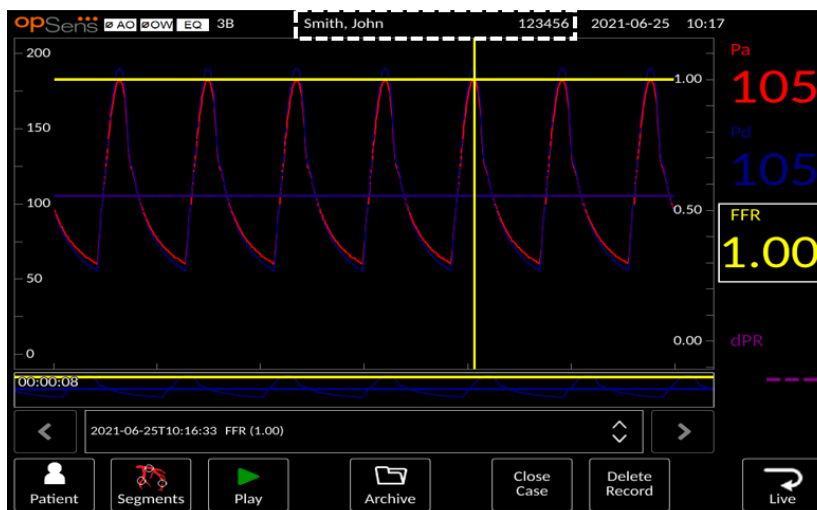 opSens ø AO øOW EQ 3B Smith, John 123456 2021-06-25 10:17
200
150
100
50
0
1.00
0.50
0.00
Pa
105
Pd
105
FFR
1.00
dPR
---
00:00:08
2021-06-25T10:16:33 FFR (1.00)
Patient
Segments
Play
Archive
Close
Case
Delete
Record
Live